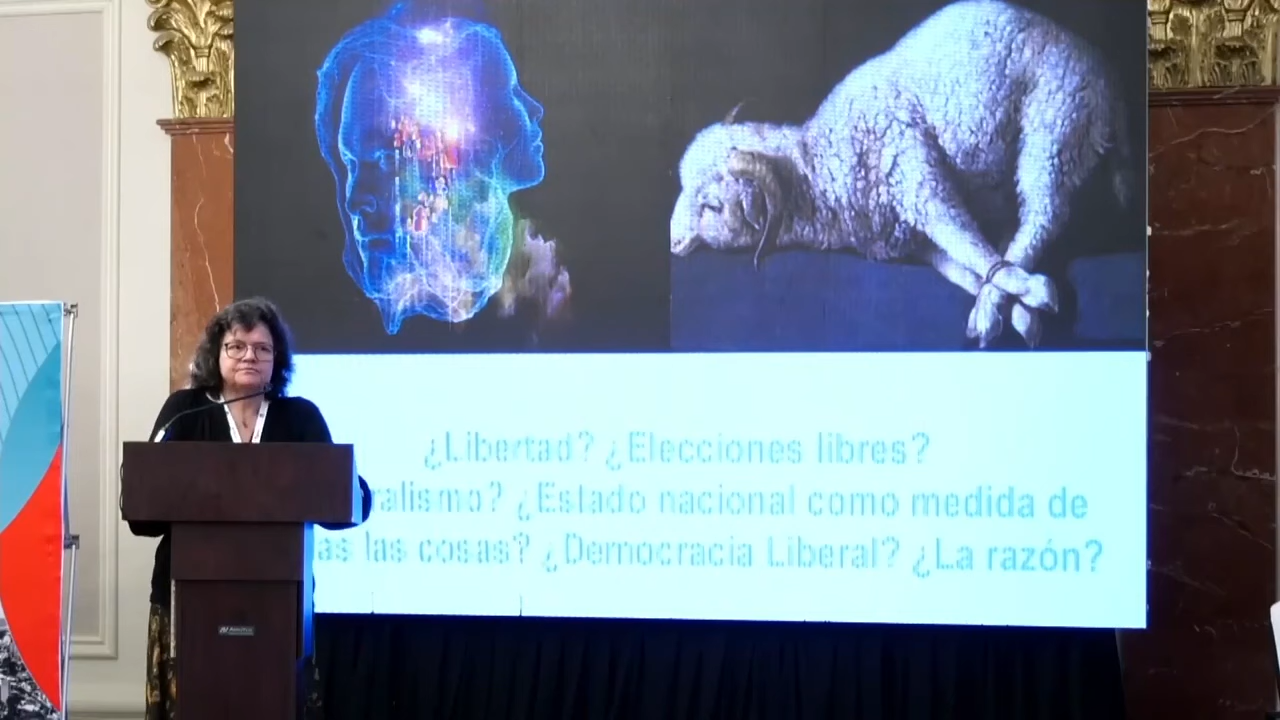 ¿Libertad? ¿Elecciones libres?
ralismo? ¿Estado nacional como medida de
as las cosas? ¿Democracia Liberal? ¿La razón?